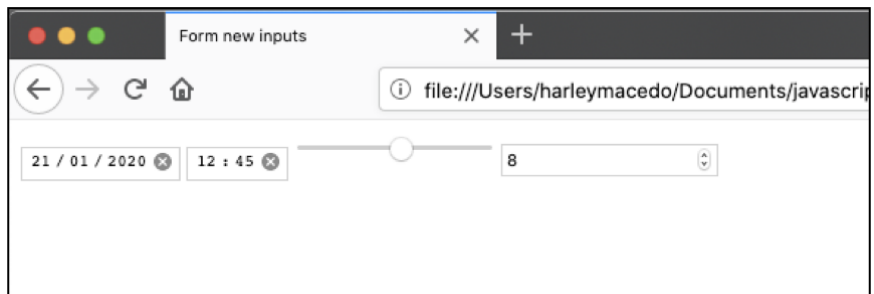 Form new inputs
file:///Users/harleymacedo/Documents/javascrip
21 / 01 / 2020 12 : 45 8